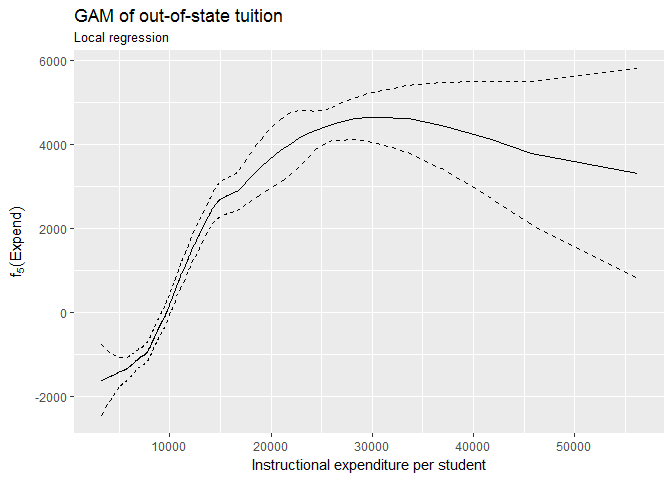 GAM of out-of-state tuition
Local regression
6000
4000
2000
0
-2000
f₅(Expend)
10000 20000 30000 40000 50000
Instructional expenditure per student